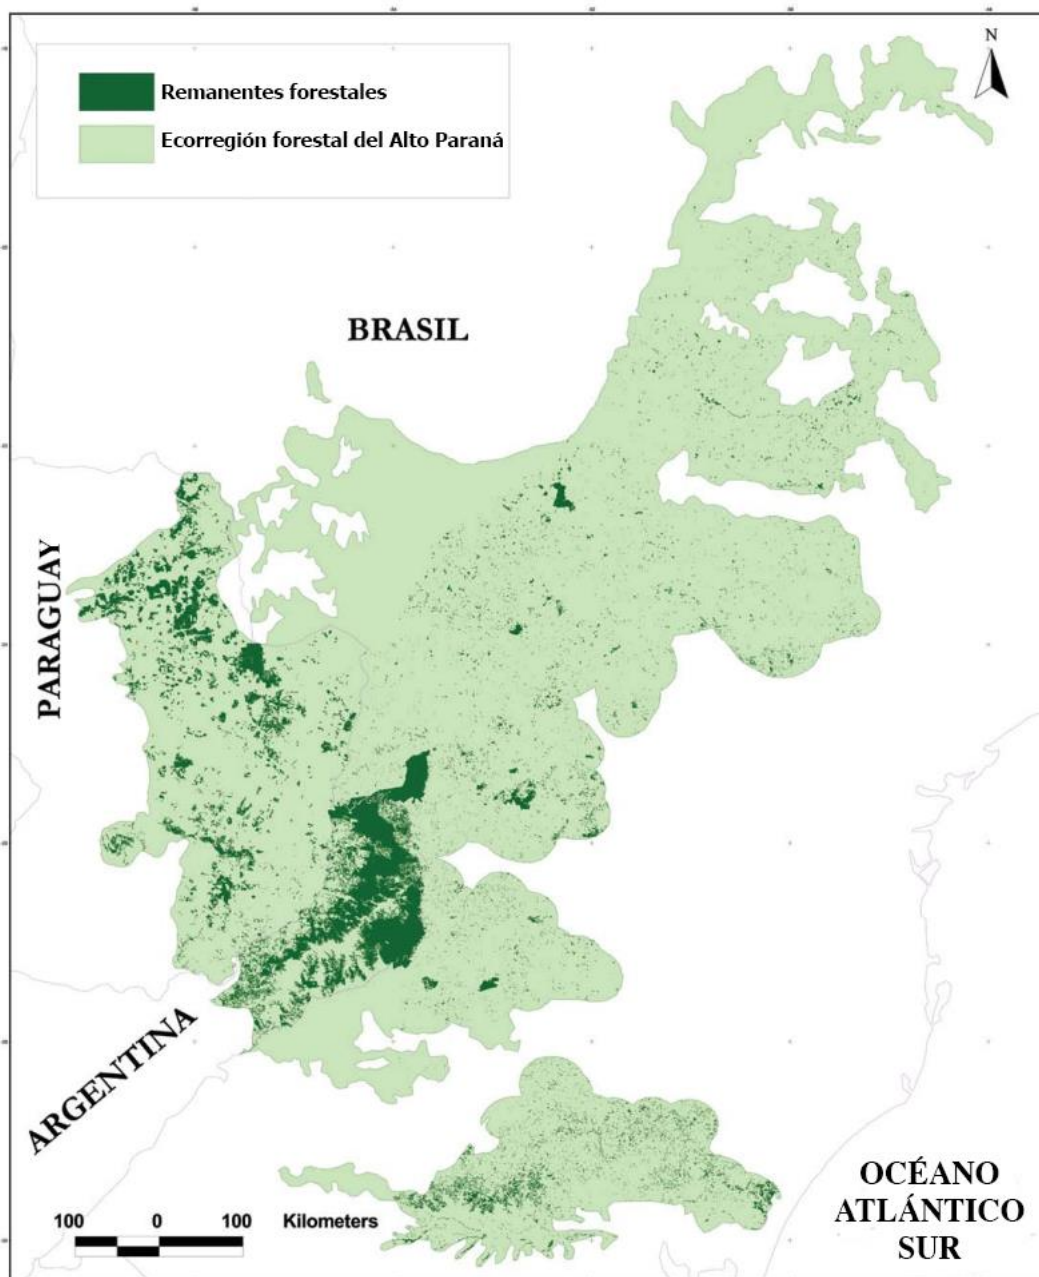 N
Remanentes forestales
Ecorregión forestal del Alto Paraná
BRASIL
PARAGUAY
ARGENTINA
OCÉANO
ATLÁNTICO
SUR
100 0 100 Kilometers